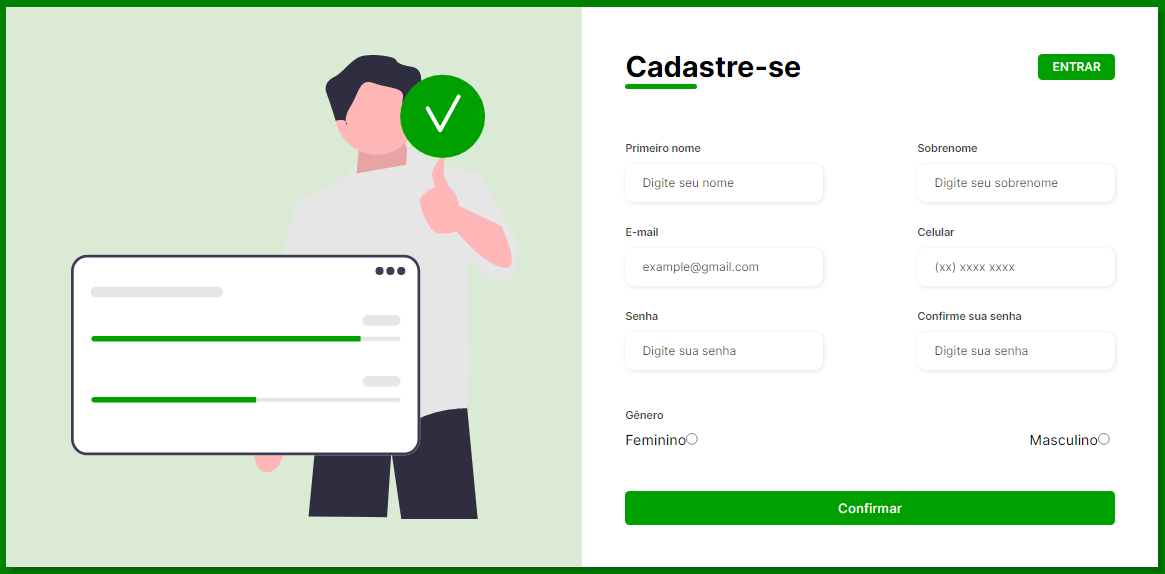 Cadastre-se
ENTRAR
Primeiro nome
Sobrenome
Digite seu nome
Digite seu sobrenome
E-mail
Celular
example@gmail.com
(xx) xxxx xxxx
Senha
Confirme sua senha
Digite sua senha
Digite sua senha
Gênero
Feminino
Masculino
Confirmar